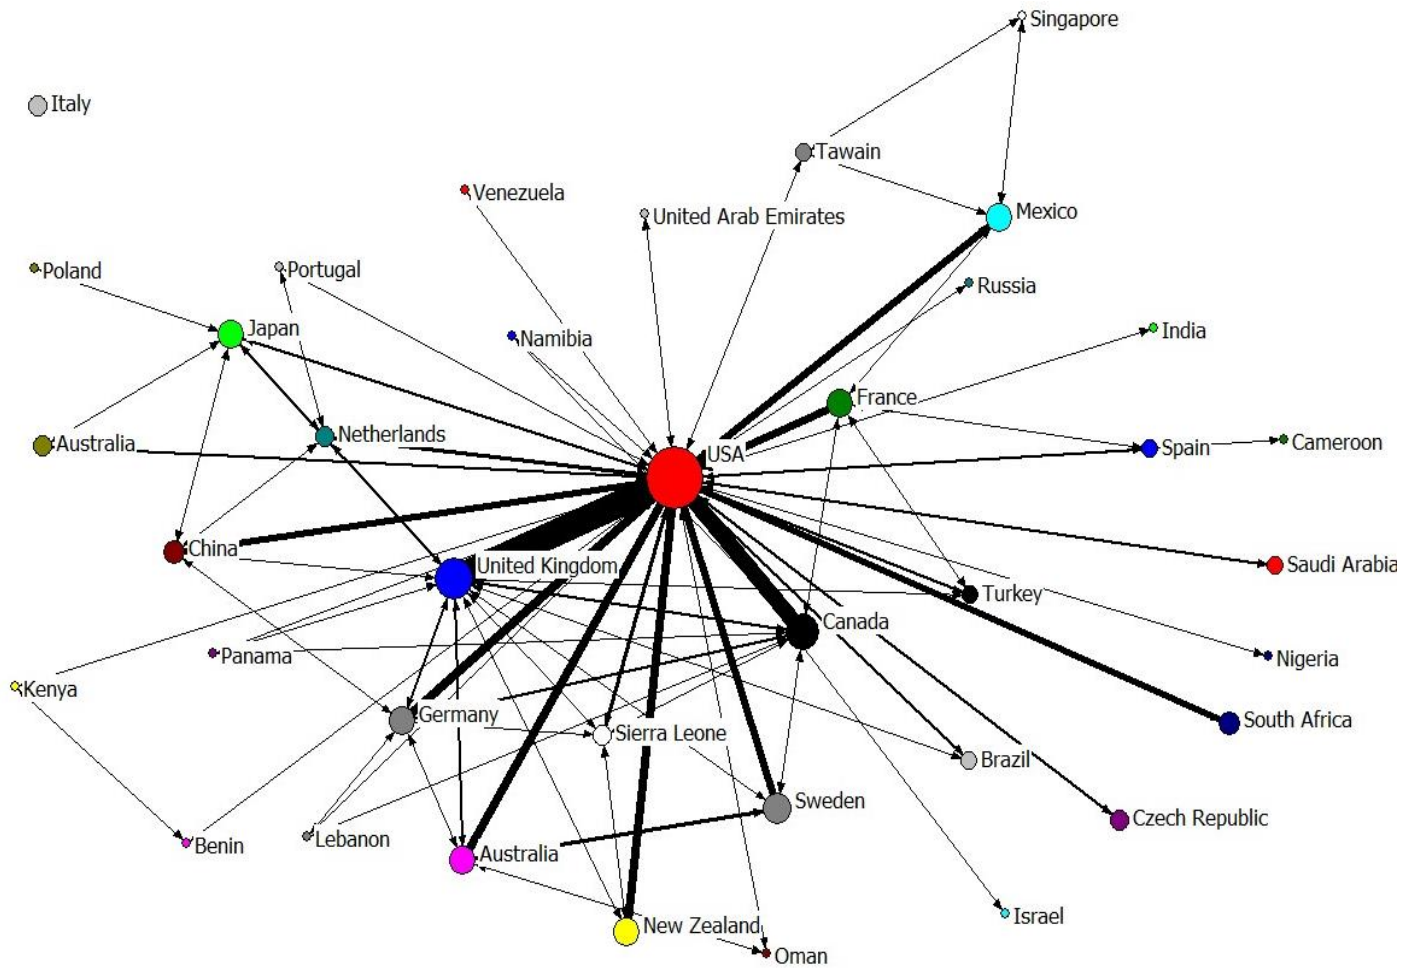 Singapore
Italy
Tawain
Venezuela
United Arab Emirates
Mexico
Poland
Portugal
Russia
Japan
Namibia
India
France
Australia
Netherlands
USA
Spain
Cameroon
China
United Kingdom
Saudi Arabia
Turkey
Canada
Panama
Nigeria
Kenya
Germany
Sierra Leone
South Africa
Brazil
Sweden
Czech Republic
Benin
Lebanon
Australia
Israel
New Zealand
Oman